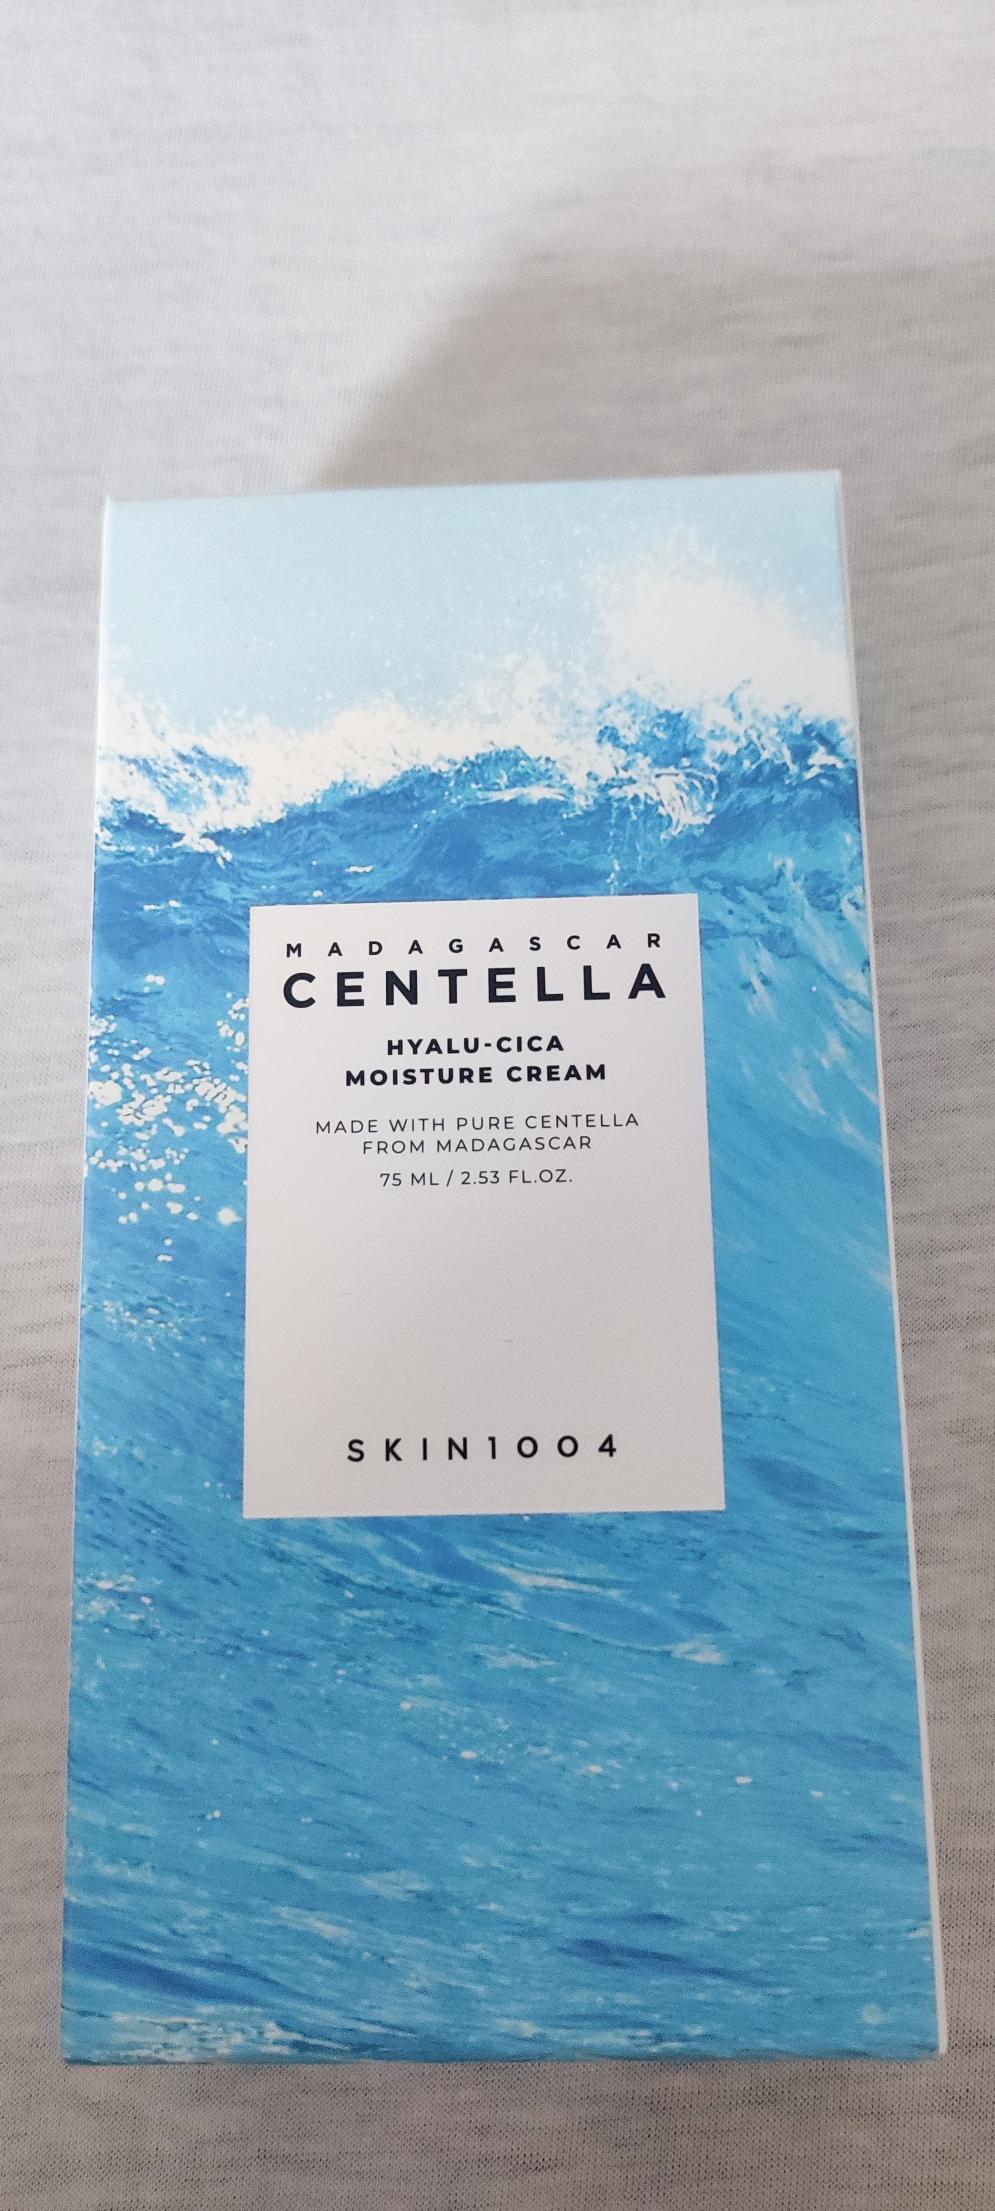 MADAGASCAR
CENTELLA
HYALU-CICA
MOISTURE CREAM
MADE WITH PURE CENTELLA
FROM MADAGASCAR
75 ML / 2.53 FL.OZ.
SKIN1004